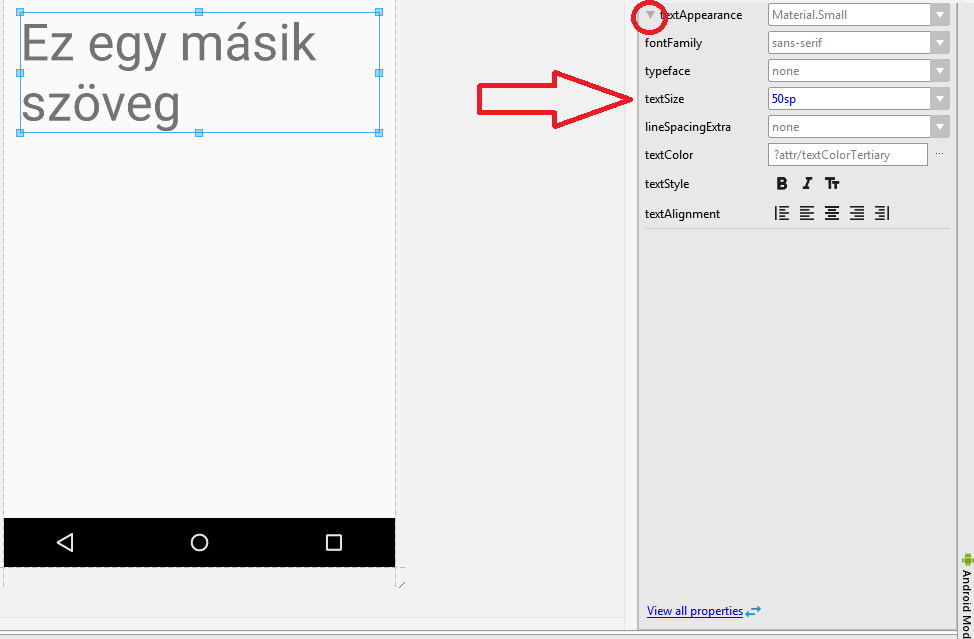 Ez egy másik
szöveg
textAppearance Material.Small
fontFamily sans-serif
typeface none
textSize 50sp
lineSpacingExtra none
textColor ?attr/textColorTertiary ...
textStyle B I Tт
textAlignment
View all properties
Android Mod